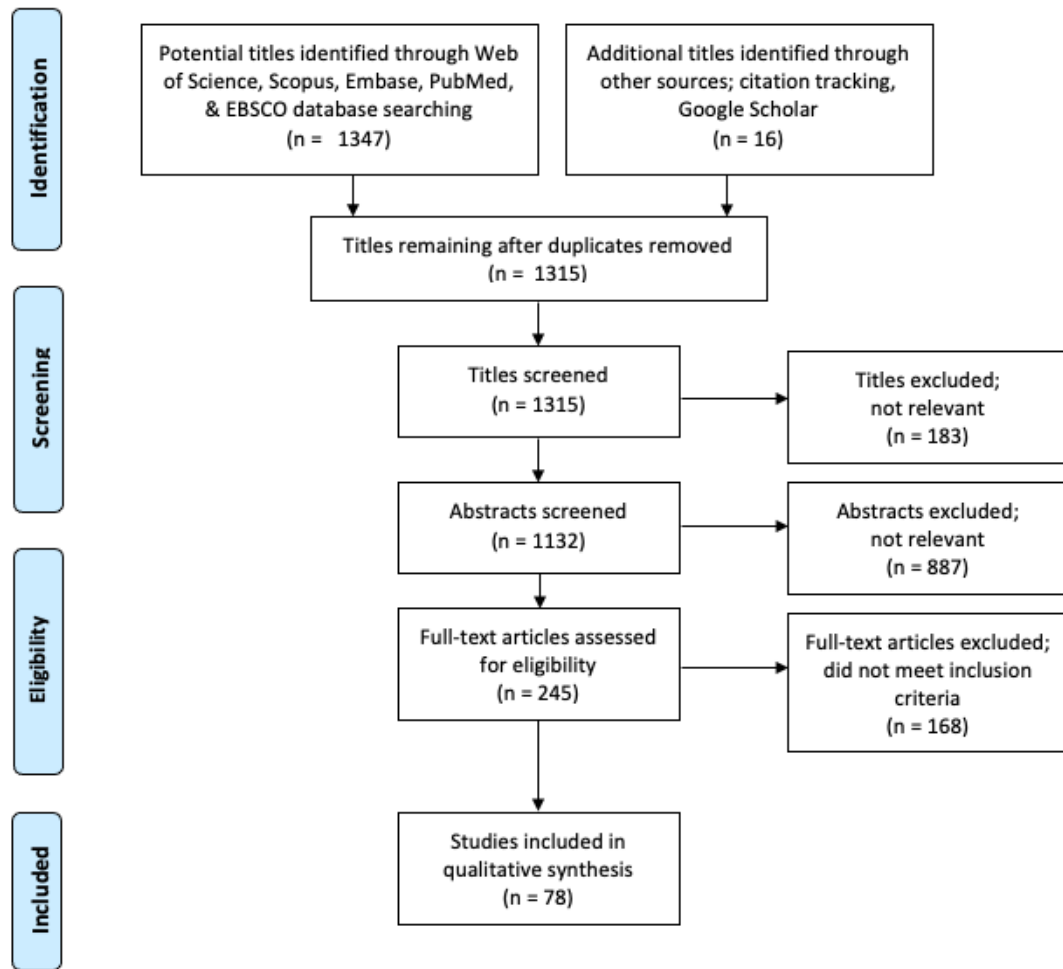 Identification
Potential titles identified through Web
of Science, Scopus, Embase, PubMed,
& EBSCO database searching
(n = 1347)
Additional titles identified through
other sources; citation tracking,
Google Scholar
(n = 16)
Titles remaining after duplicates removed
(n = 1315)
Screening
Titles screened
(n = 1315)
Titles excluded;
not relevant
(n = 183)
Abstracts screened
(n = 1132)
Abstracts excluded;
not relevant
(n = 887)
Eligibility
Full-text articles assessed
for eligibility
(n = 245)
Full-text articles excluded;
did not meet inclusion
criteria
(n = 168)
Included
Studies included in
qualitative synthesis
(n = 78)